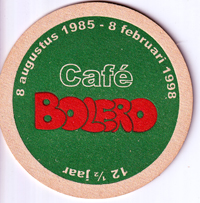 8 augustus 1985 - 8 februari 1998
Café
BOLERO
12 ½ jaar